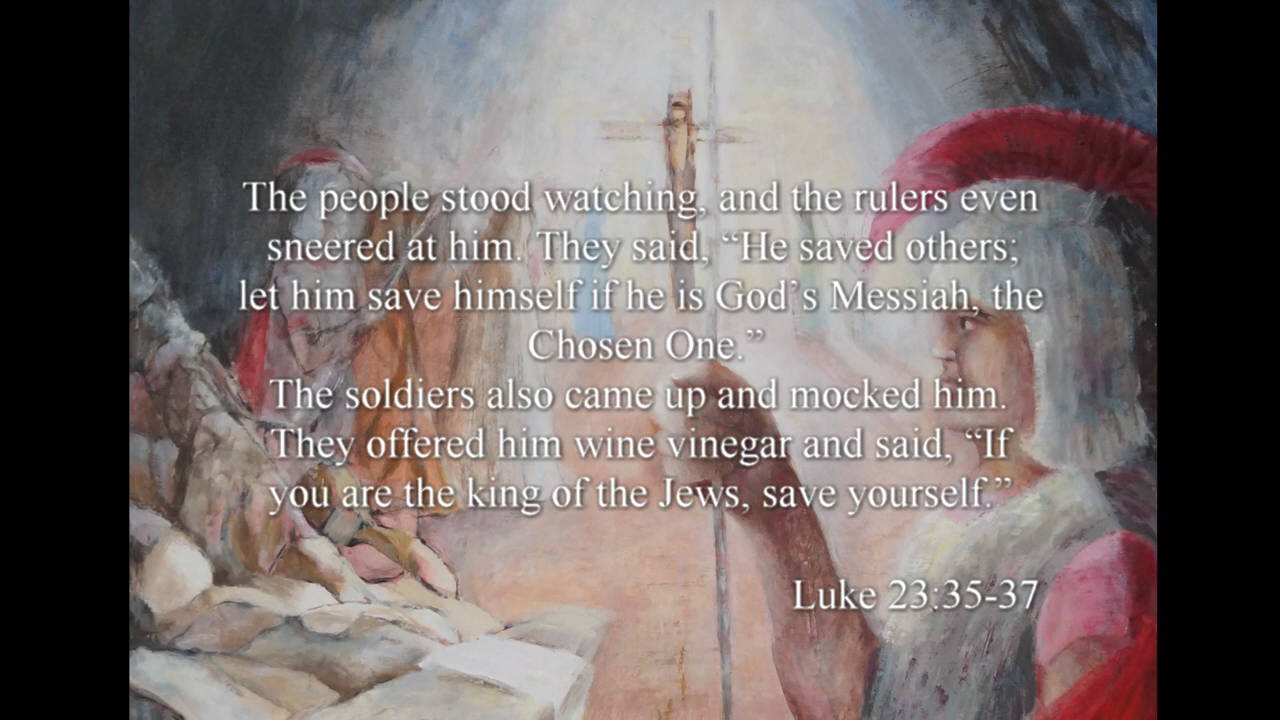 The people stood watching, and the rulers even
sneered at him. They said, “He saved others;
let him save himself if he is God’s Messiah, the
Chosen One.”
The soldiers also came up and mocked him.
They offered him wine vinegar and said, “If
you are the king of the Jews, save yourself.”
Luke 23:35-37